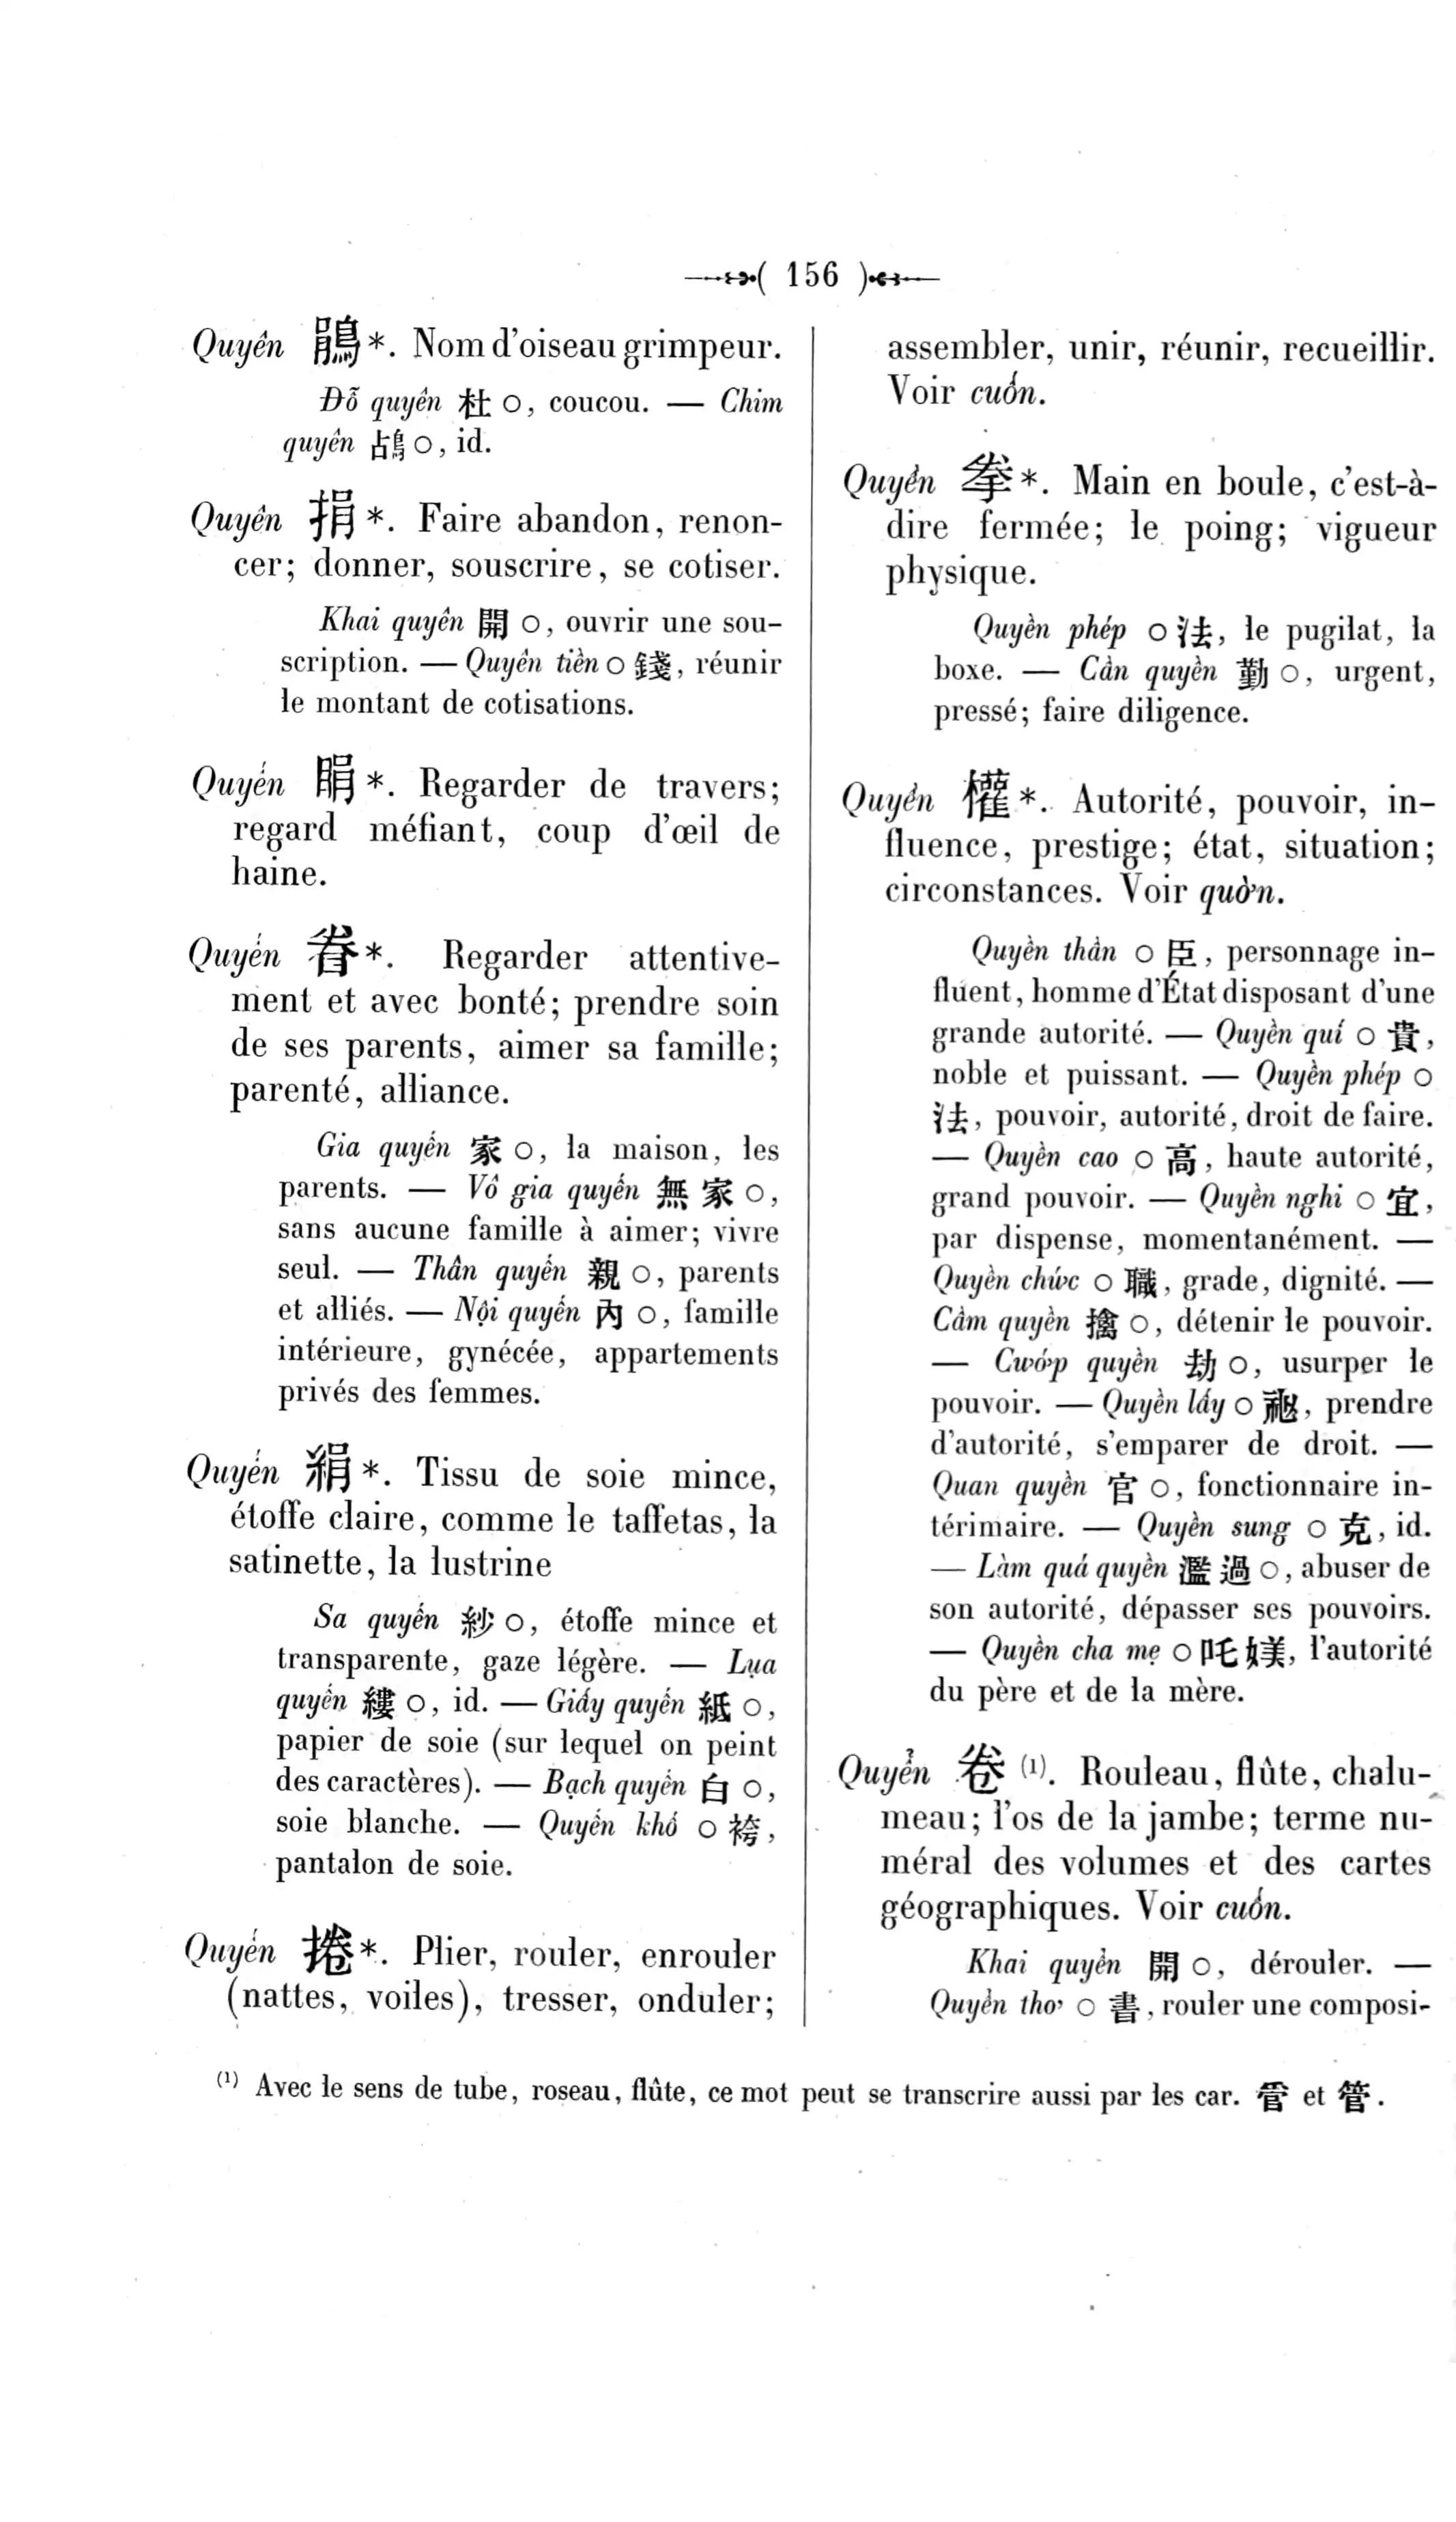 ( 156 )
Quyên 鵑*. Nom d'oiseau grimpeur.
Đỗ quyên 杜 ○, coucou. — Chim
quyên 鴣 ○, id.
Quyên 捐 *. Faire abandon, renon-
cer; donner, souscrire, se cotiser.
Khai quyên 開 ○, ouvrir une sou-
scription. — Quyên tiền ○ 錢, réunir
le montant de cotisations.
Quyến 睊 *. Regarder de travers;
regard méfiant, coup d'œil de
haine.
Quyến 眷*. Regarder attentive-
ment et avec bonté; prendre soin
de ses parents, aimer sa famille;
parenté, alliance.
Gia quyến 家 ○, la maison, les
parents. — Vô gia quyến 無 家 ○,
sans aucune famille à aimer; vivre
seul. — Thân quyến 親 ○, parents
et alliés. — Nội quyến 內 ○, famille
intérieure, gynécée, appartements
privés des femmes.
Quyến 絹 *. Tissu de soie mince,
étoffe claire, comme le taffetas, la
satinette, la lustrine
Sa quyến 紗 ○, étoffe mince et
transparente, gaze légère. — Lụa
quyến 縷 ○, id. — Giấy quyến 紙 ○,
papier de soie (sur lequel on peint
des caractères). — Bạch quyến 白 ○,
soie blanche. — Quyến khố ○ 袴,
pantalon de soie.
Quyến 捲*. Plier, rouler, enrouler
(nattes, voiles), tresser, onduler;
assembler, unir, réunir, recueillir.
Voir cuốn.
Quyền 拳*. Main en boule, c'est-à-
dire fermée; le poing; vigueur
physique.
Quyền phép ○ 法, le pugilat, la
boxe. — Cần quyền 勤 ○, urgent,
pressé; faire diligence.
Quyền 權*. Autorité, pouvoir, in-
fluence, prestige; état, situation;
circonstances. Voir quờn.
Quyền thần ○ 臣, personnage in-
fluent, homme d'État disposant d'une
grande autorité. — Quyền quí ○ 貴,
noble et puissant. — Quyền phép ○
法, pouvoir, autorité, droit de faire.
— Quyền cao ○ 高, haute autorité,
grand pouvoir. — Quyền nghi ○ 宜,
par dispense, momentanément. —
Quyền chức ○ 職, grade, dignité. —
Cầm quyền 擒 ○, détenir le pouvoir.
— Cướp quyền 劫 ○, usurper le
pouvoir. — Quyền lấy ○, prendre
d'autorité, s'emparer de droit. —
Quan quyền 官 ○, fonctionnaire in-
térimaire. — Quyền sung ○ 克, id.
— Làm quá quyền 濫 過 ○, abuser de
son autorité, dépasser ses pouvoirs.
— Quyền cha mẹ ○ 吒 媄, l'autorité
du père et de la mère.
Quyển 卷 (1). Rouleau, flûte, chalu-
meau; l'os de la jambe; terme nu-
méral des volumes et des cartes
géographiques. Voir cuốn.
Khai quyển 開 ○, dérouler. —
Quyển thơ ○ 書, rouler une composi-
(1) Avec le sens de tube, roseau, flûte, ce mot peut se transcrire aussi par les car. et 管.